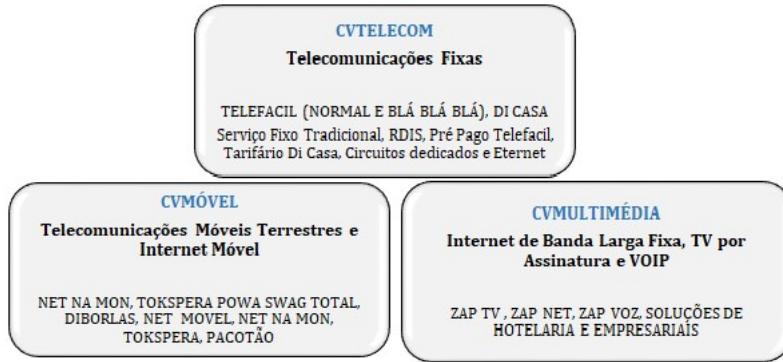 CVTELECOM
Telecomunicações Fixas
TELEFACIL (NORMAL E BLÁ BLÁ BLÁ), DI CASA
Serviço Fixo Tradicional, RDIS, Pré Pago Telefacil,
Tarifário Di Casa, Circuitos dedicados e Eternet
CVMÓVEL
Telecomunicações Móveis Terrestres e
Internet Móvel
NET NA MON, TOKSPERA POWA SWAG TOTAL,
DIBORLAS, NET MOVEL, NET NA MON,
TOKSPERA, PACOTÃO
CVMULTIMÉDIA
Internet de Banda Larga Fixa, TV por
Assinatura e VOIP
ZAP TV , ZAP NET, ZAP VOZ, SOLUÇÕES DE
HOTELARIA E EMPRESARIAÍS